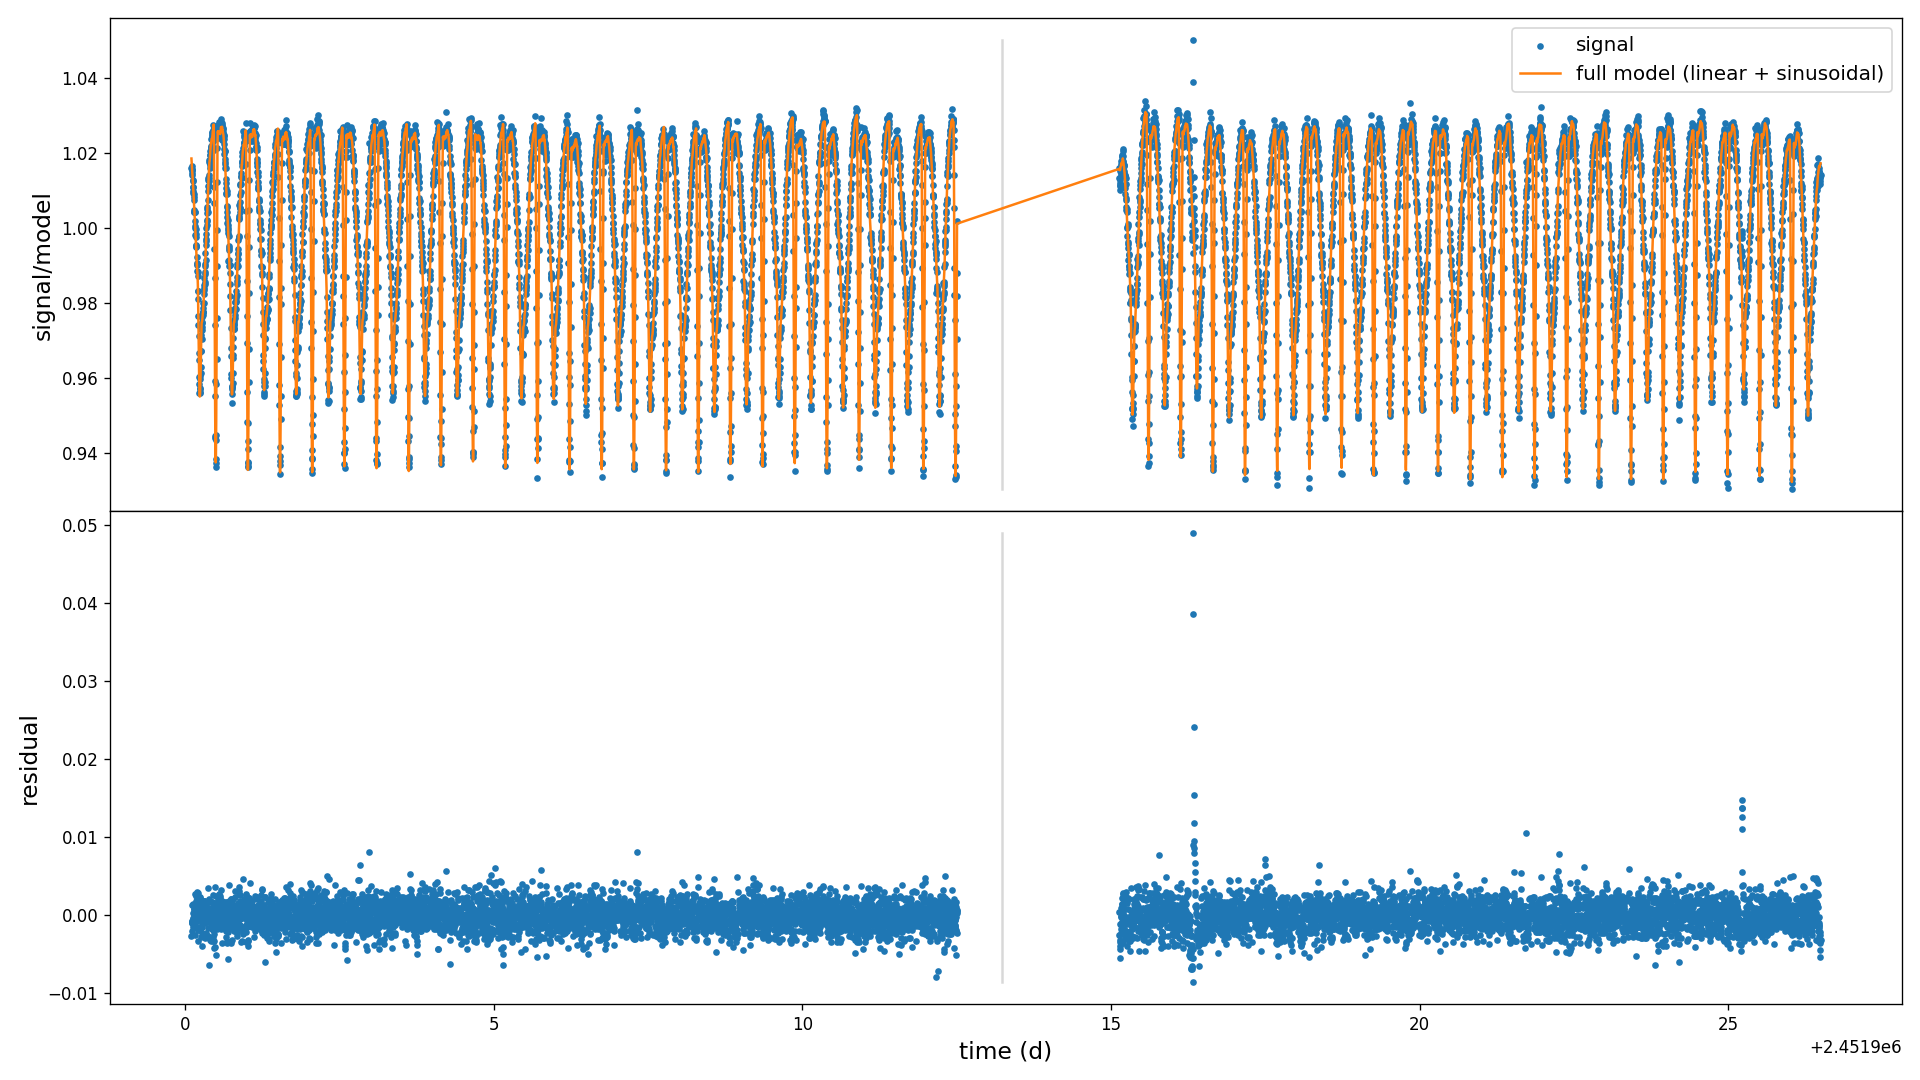 signal
full model (linear + sinusoidal)
signal/model
1.04
1.02
1.00
0.98
0.96
0.94
residual
0.05
0.04
0.03
0.02
0.01
0.00
−0.01
0 5 10 15 20 25
+2.4519e6
time (d)